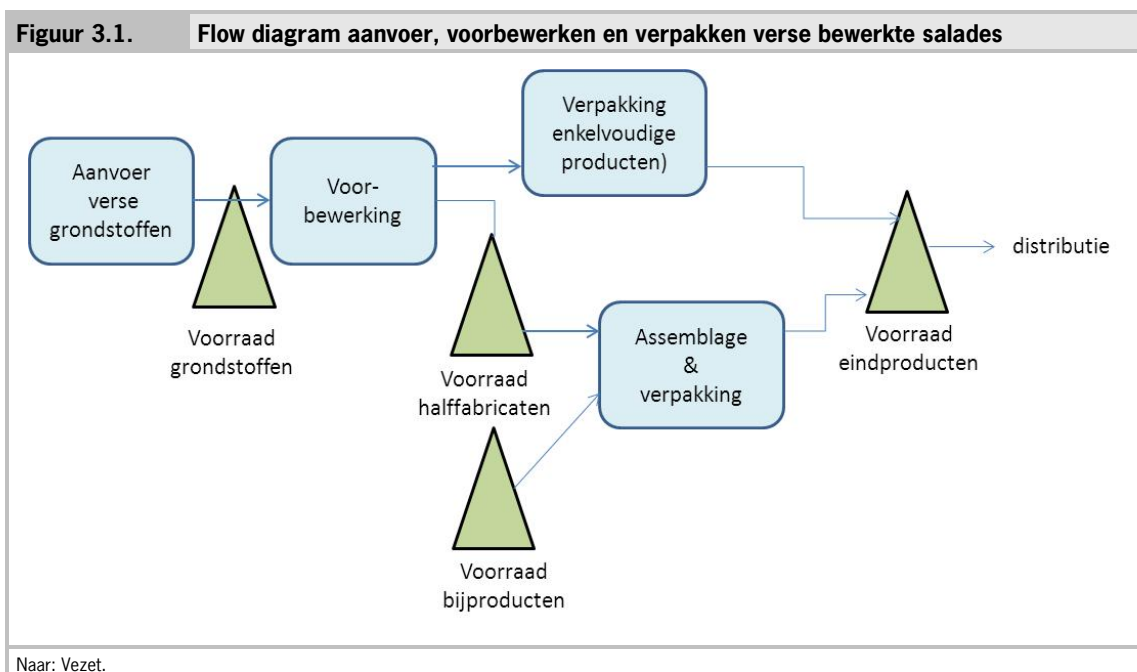 Figuur 3.1. Flow diagram aanvoer, voorbewerken en verpakken verse bewerkte salades
Aanvoer
verse
grondstoffen
Voorraad
grondstoffen
Voor-
bewerking
Verpakking
enkelvoudige
producten)
Voorraad
halffabricaten
Voorraad
bijproducten
Assemblage
&
verpakking
Voorraad
eindproducten
distributie
Naar: Vezet.